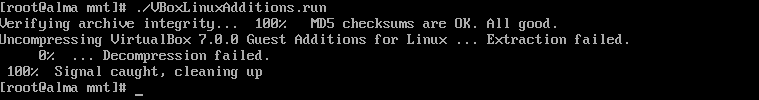 [root@alma mnt]# ./VBoxLinuxAdditions.run
Verifying archive integrity...  100%   MD5 checksums are OK. All good.
Uncompressing VirtualBox 7.0.0 Guest Additions for Linux ... Extraction failed.
     0%  ... Decompression failed.
 100%  Signal caught, cleaning up
[root@alma mnt]# _